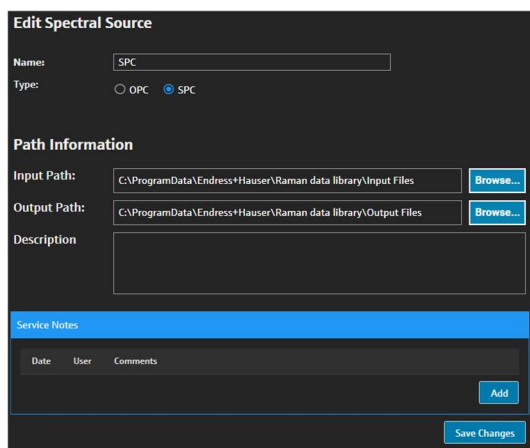 Edit Spectral Source
Name: SPC
Type: OPC SPC
Path Information
Input Path: C:\ProgramData\Endress+Hauser\Raman data library\Input Files Browse...
Output Path: C:\ProgramData\Endress+Hauser\Raman data library\Output Files Browse...
Description
Service Notes
Date User Comments
Add
Save Changes